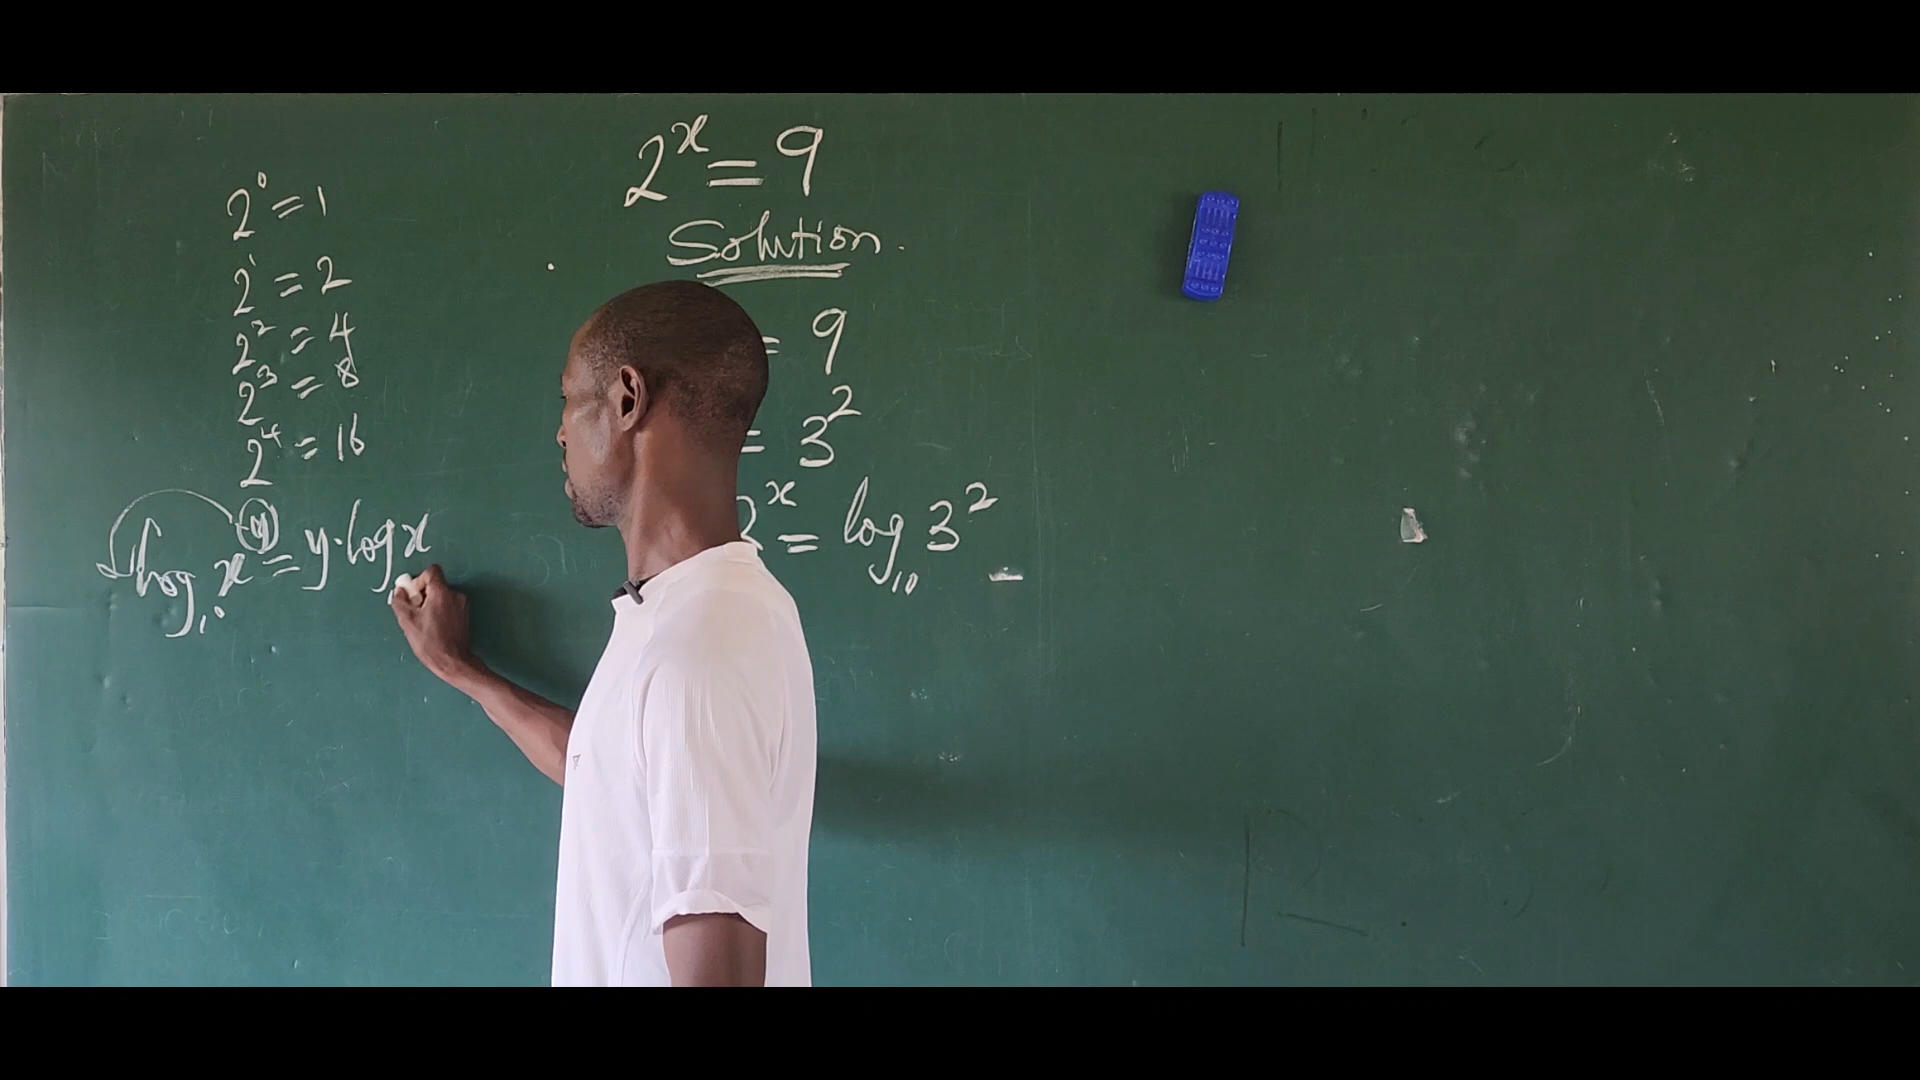 2^x = 9
Solution.
2^0 = 1
2^1 = 2
2^2 = 4
2^3 = 8
2^4 = 16
log_10 x^y = y·log x
= 9
= 3^2
2^x = log_10 3^2